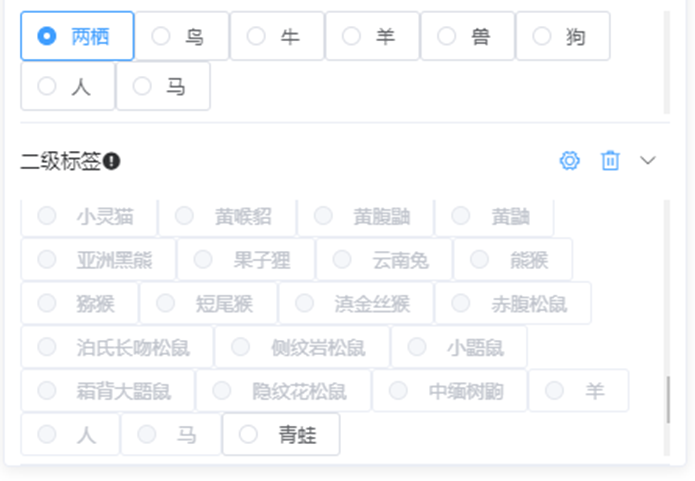 两栖 鸟 牛 羊 兽 狗
人 马
二级标签
小灵猫 黄喉貂 黄腹鼬 黄鼬
亚洲黑熊 果子狸 云南兔 熊猴
猕猴 短尾猴 滇金丝猴 赤腹松鼠
泊氏长吻松鼠 侧纹岩松鼠 小鼯鼠
霜背大鼯鼠 隐纹花松鼠 中缅树鼩 羊
人 马 青蛙